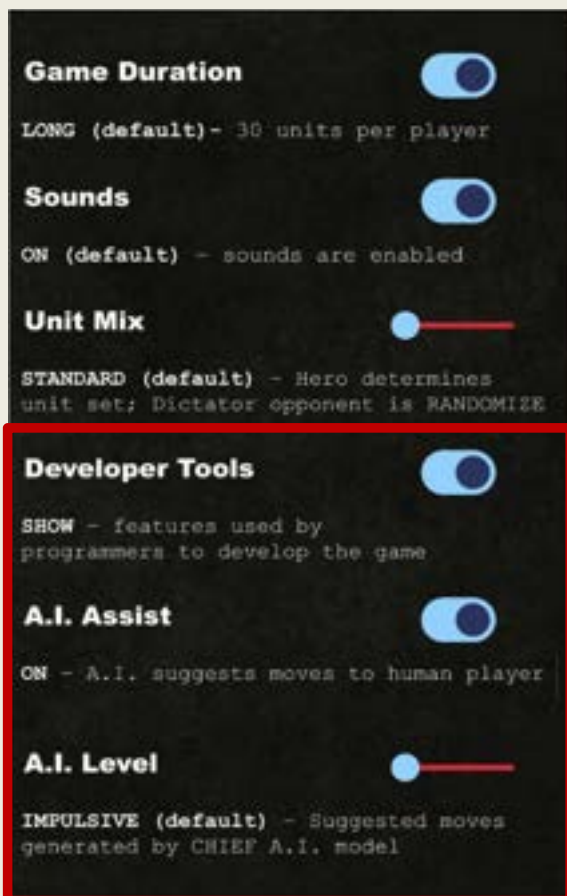 Game Duration
LONG (default)- 30 units per player
Sounds
ON (default) - sounds are enabled
Unit Mix
STANDARD (default) - Hero determines
unit set; Dictator opponent is RANDOMIZE
Developer Tools
SHOW - features used by
programmers to develop the game
A.I. Assist
ON - A.I. suggests moves to human player
A.I. Level
IMPULSIVE (default) - Suggested moves
generated by CHIEF A.I. model